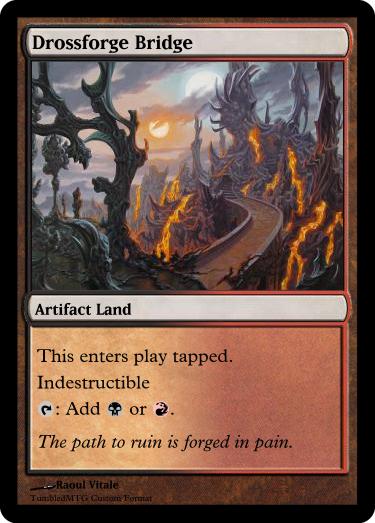 Drossforge Bridge
Artifact Land
This enters play tapped.
Indestructible
: Add or .
The path to ruin is forged in pain.
Raoul Vitale
TumbledMTG Custom Format